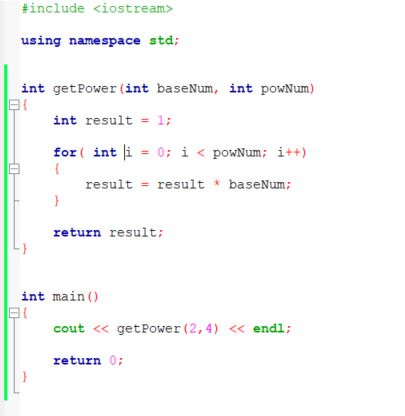 #include <iostream>
using namespace std;
int getPower(int baseNum, int powNum)
{
int result = 1;
for( int i = 0; i < powNum; i++)
{
result = result * baseNum;
}
return result;
}
int main()
{
cout << getPower(2,4) << endl;
return 0;
}